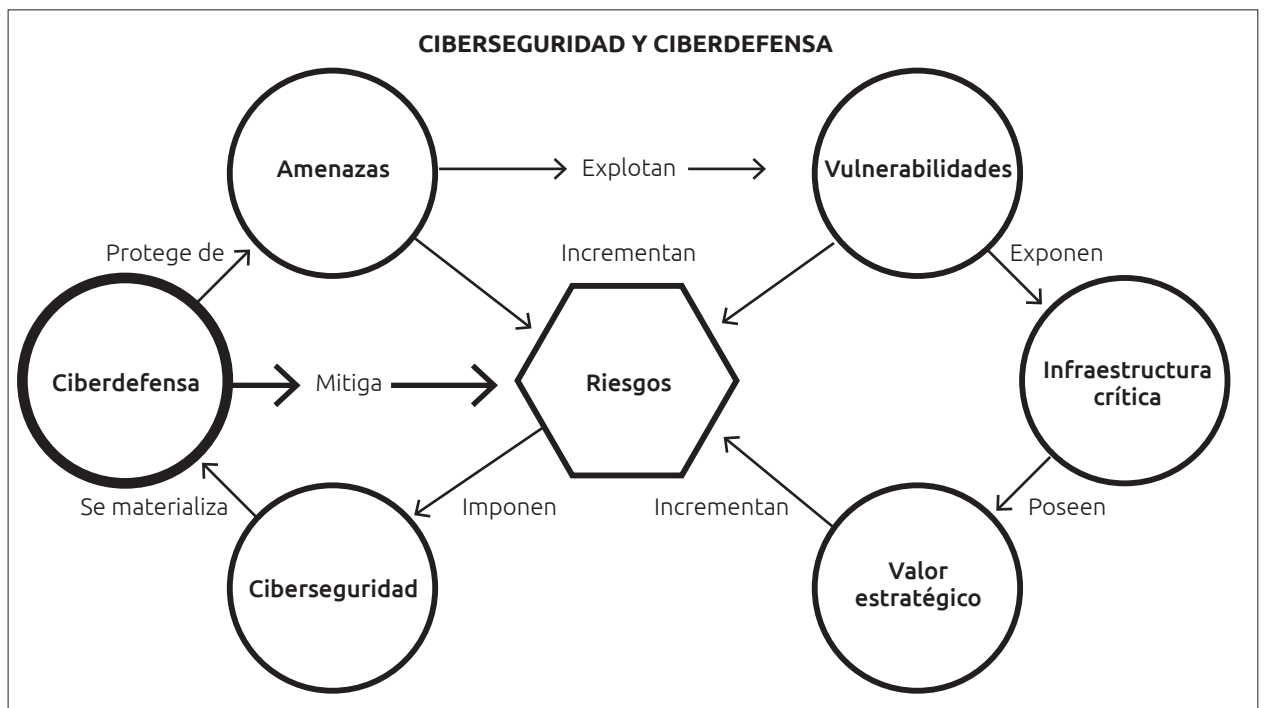 CIBERSEGURIDAD Y CIBERDEFENSA
Amenazas
Explotan
Vulnerabilidades
Protege de
Incrementan
Exponen
Ciberdefensa
Mitiga
Riesgos
Infraestructura
crítica
Se materializa
Imponen
Incrementan
Poseen
Ciberseguridad
Valor
estratégico